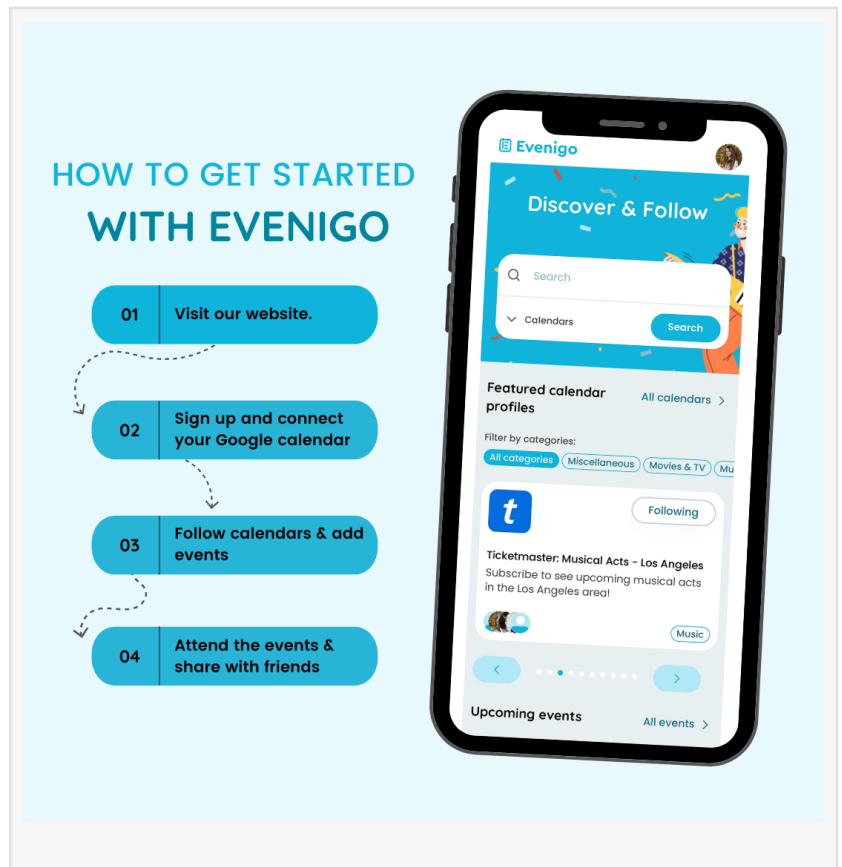 HOW TO GET STARTED
WITH EVENIGO
01 Visit our website.
02 Sign up and connect
your Google calendar
03 Follow calendars & add
events
04 Attend the events &
share with friends
Evenigo
Discover & Follow
Search
Calendars
Search
Featured calendar
profiles
All calendars >
Filter by categories:
All categories
Miscellaneous
Movies & TV
Mu
t
Following
Ticketmaster: Musical Acts - Los Angeles
Subscribe to see upcoming musical acts
in the Los Angeles area!
Music
Upcoming events
All events >